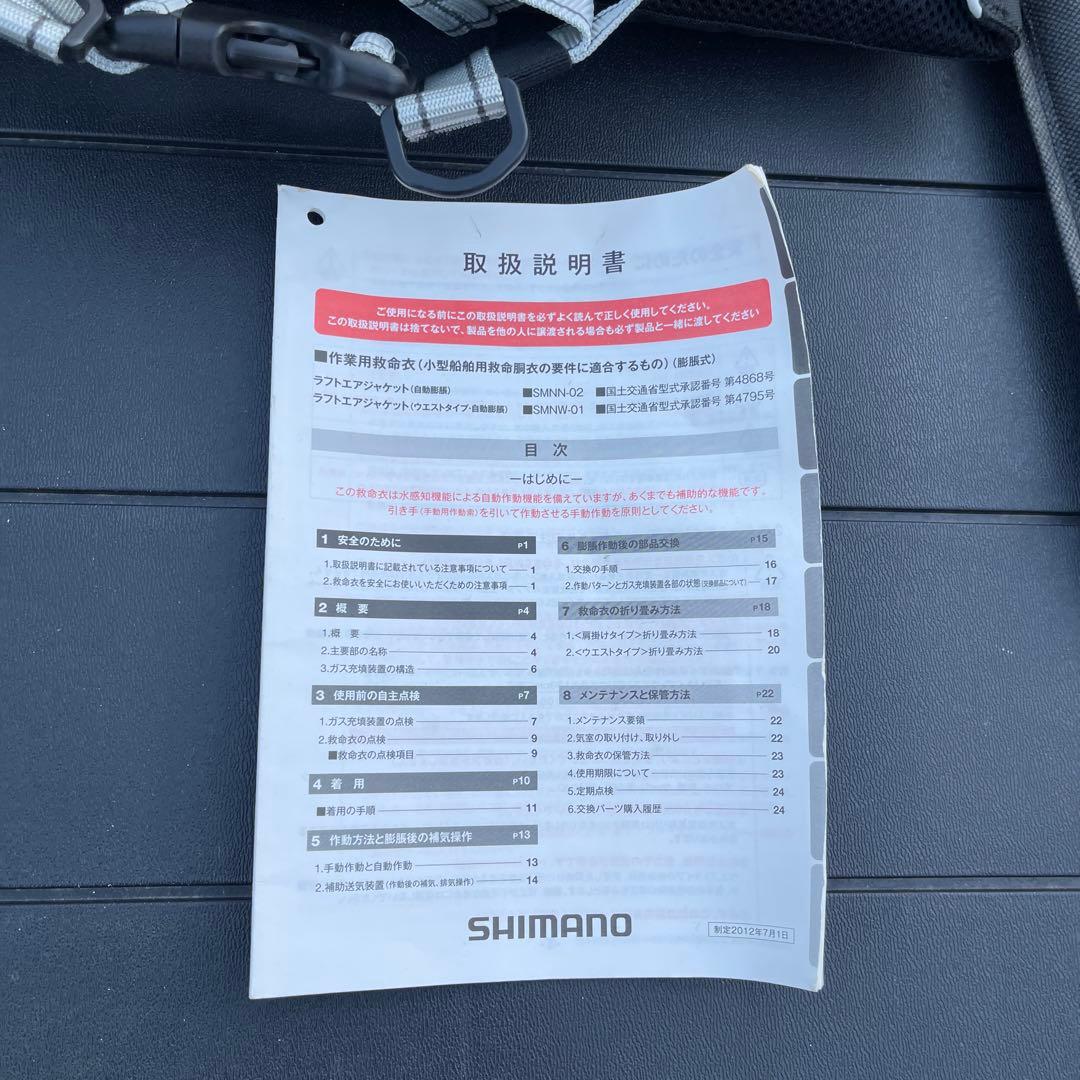 取扱説明書
ご使用になる前にこの取扱説明書を必ずよく読んで正しく使用してください。
この取扱説明書は捨てないで、製品を他の人に譲渡される場合も必ず製品と一緒に渡してください
■作業用救命衣(小型船舶用救命胴衣の要件に適合するもの)(膨脹式)
ラフトエアジャケット(自動膨脹) ■SMNN-02 ■国土交通省型式承認番号 第4868号
ラフトエアジャケット(ウエストタイプ・自動膨脹) ■SMNW-01 ■国土交通省型式承認番号 第4795号
目 次
―はじめに―
この救命衣は水感知機能による自動作動機能を備えていますが、あくまでも補助的な機能です。
引き手(手動用作動索)を引いて作動させる手動作動を原則としてください。
1 安全のために P1
1.取扱説明書に記載されている注意事項について 1
2.救命衣を安全にお使いいただくための注意事項 1
2 概 要 P4
1.概 要 4
2.主要部の名称 4
3.ガス充填装置の構造 6
3 使用前の自主点検 P7
1.ガス充填装置の点検 7
2.救命衣の点検 9
■救命衣の点検項目 9
4 着 用 P10
■着用の手順 11
5 作動方法と膨脹後の補気操作 P13
1.手動作動と自動作動 13
2.補助送気装置(作動後の補気、排気操作) 14
6 膨脹作動後の部品交換 P15
1.交換の手順 16
2.作動パターンとガス充填装置各部の状態(交換部品について) 17
7 救命衣の折り畳み方法 P18
1.<肩掛けタイプ>折り畳み方法 18
2.<ウエストタイプ>折り畳み方法 20
8 メンテナンスと保管方法 P22
1.メンテナンス要領 22
2.気室の取り付け、取り外し 22
3.救命衣の保管方法 23
4.使用期限について 23
5.定期点検 24
6.交換パーツ購入履歴 24
SHIMANO
制定2012年7月1日